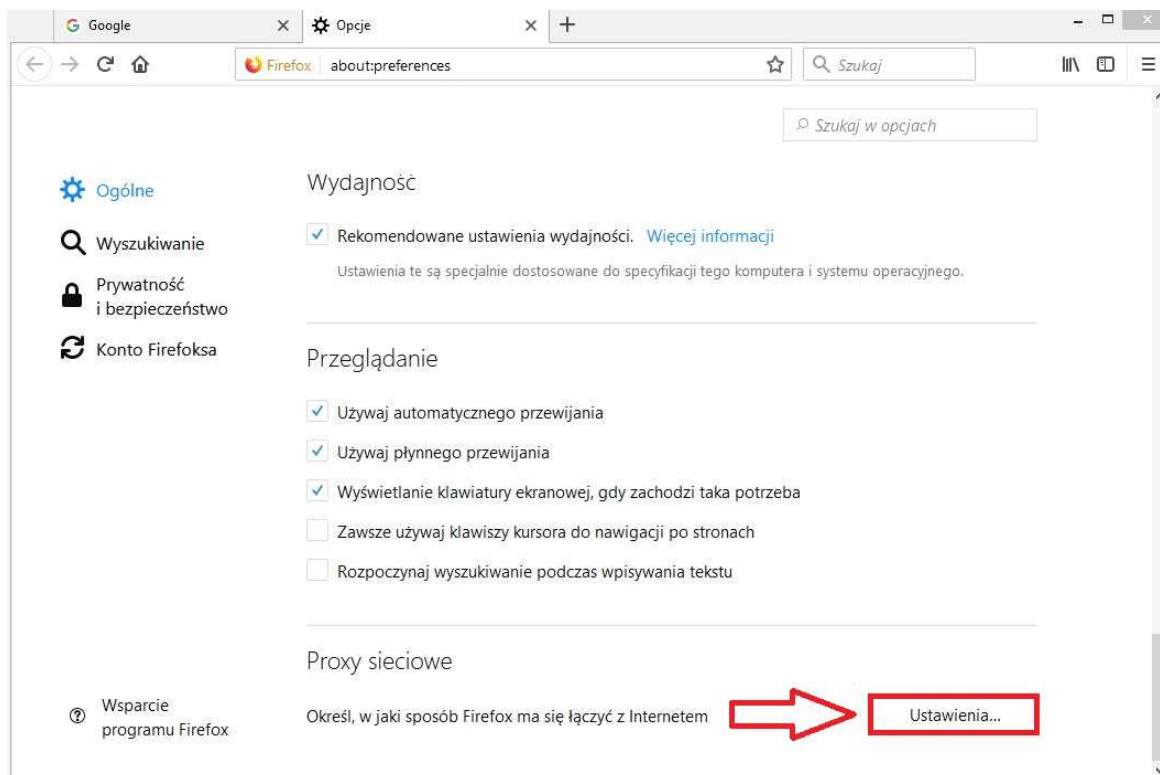 Google
Opcje
Firefox about:preferences
Szukaj
Szukaj w opcjach
Ogólne
Wyszukiwanie
Prywatność
i bezpieczeństwo
Konto Firefoksa
Wydajność
Rekomendowane ustawienia wydajności. Więcej informacji
Ustawienia te są specjalnie dostosowane do specyfikacji tego komputera i systemu operacyjnego.
Przeglądanie
Używaj automatycznego przewijania
Używaj płynnego przewijania
Wyświetlanie klawiatury ekranowej, gdy zachodzi taka potrzeba
Zawsze używaj klawiszy kursora do nawigacji po stronach
Rozpoczynaj wyszukiwanie podczas wpisywania tekstu
Proxy sieciowe
Określ, w jaki sposób Firefox ma się łączyć z Internetem
Ustawienia...
Wsparcie
programu Firefox